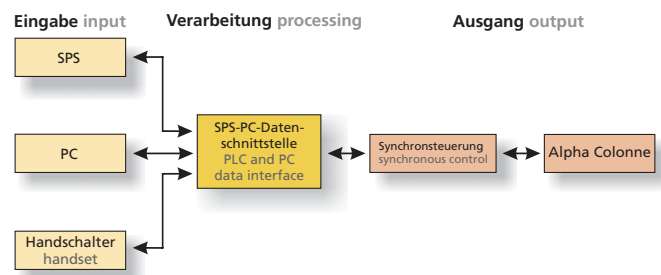 Eingabe input
Verarbeitung processing
Ausgang output
SPS
PC
Handschalter
handset
SPS-PC-Daten-
schnittstelle
PLC and PC
data interface
Synchronsteuerung
synchronous control
Alpha Colonne